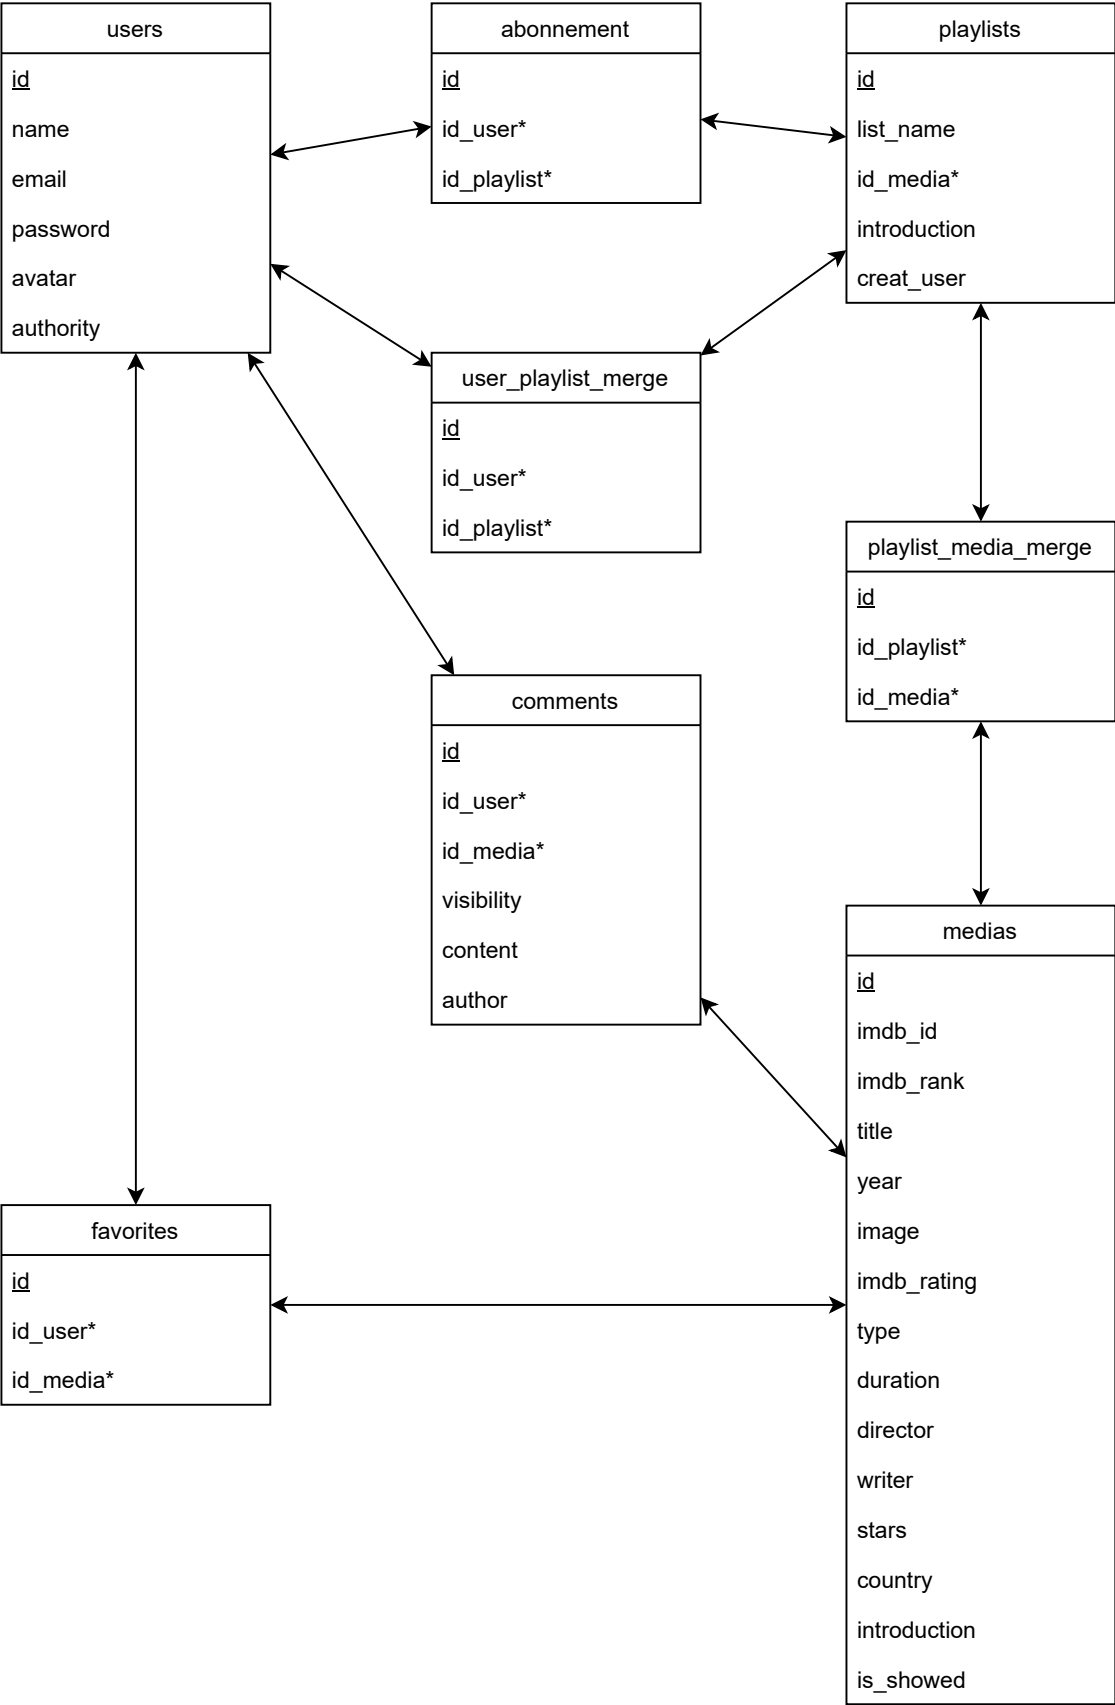 users
id
name
email
password
avatar
authority
abonnement
id
id_user*
id_playlist*
playlists
id
list_name
id_media*
introduction
creat_user
user_playlist_merge
id
id_user*
id_playlist*
playlist_media_merge
id
id_playlist*
id_media*
comments
id
id_user*
id_media*
visibility
content
author
medias
id
imdb_id
imdb_rank
title
year
image
imdb_rating
type
duration
director
writer
stars
country
introduction
is_showed
favorites
id
id_user*
id_media*